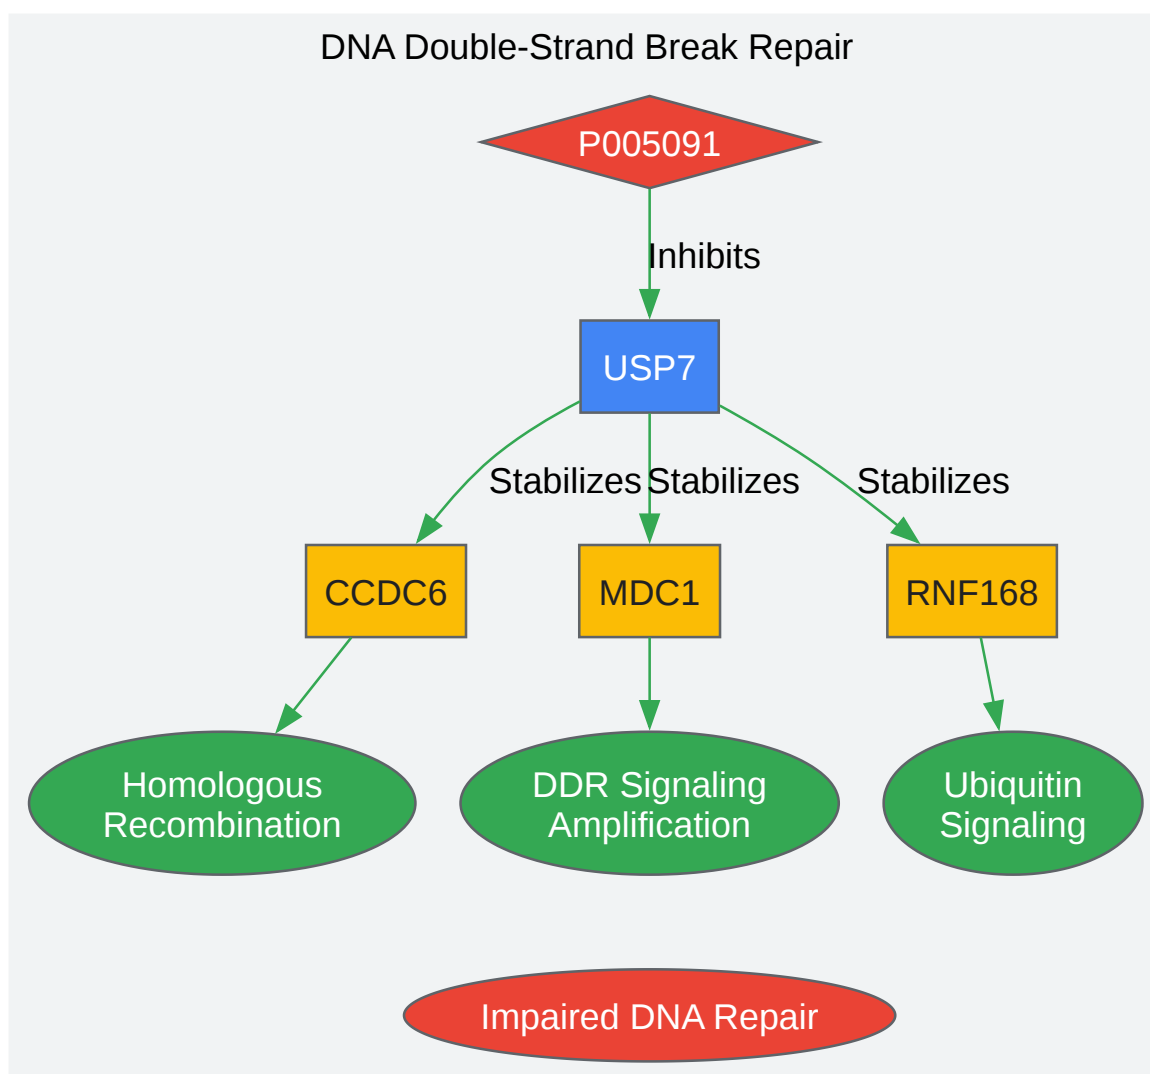 DNA Double-Strand Break Repair
P005091
Inhibits
USP7
Stabilizes
Stabilizes
Stabilizes
CCDC6
MDC1
RNF168
Homologous
Recombination
DDR Signaling
Amplification
Ubiquitin
Signaling
Impaired DNA Repair